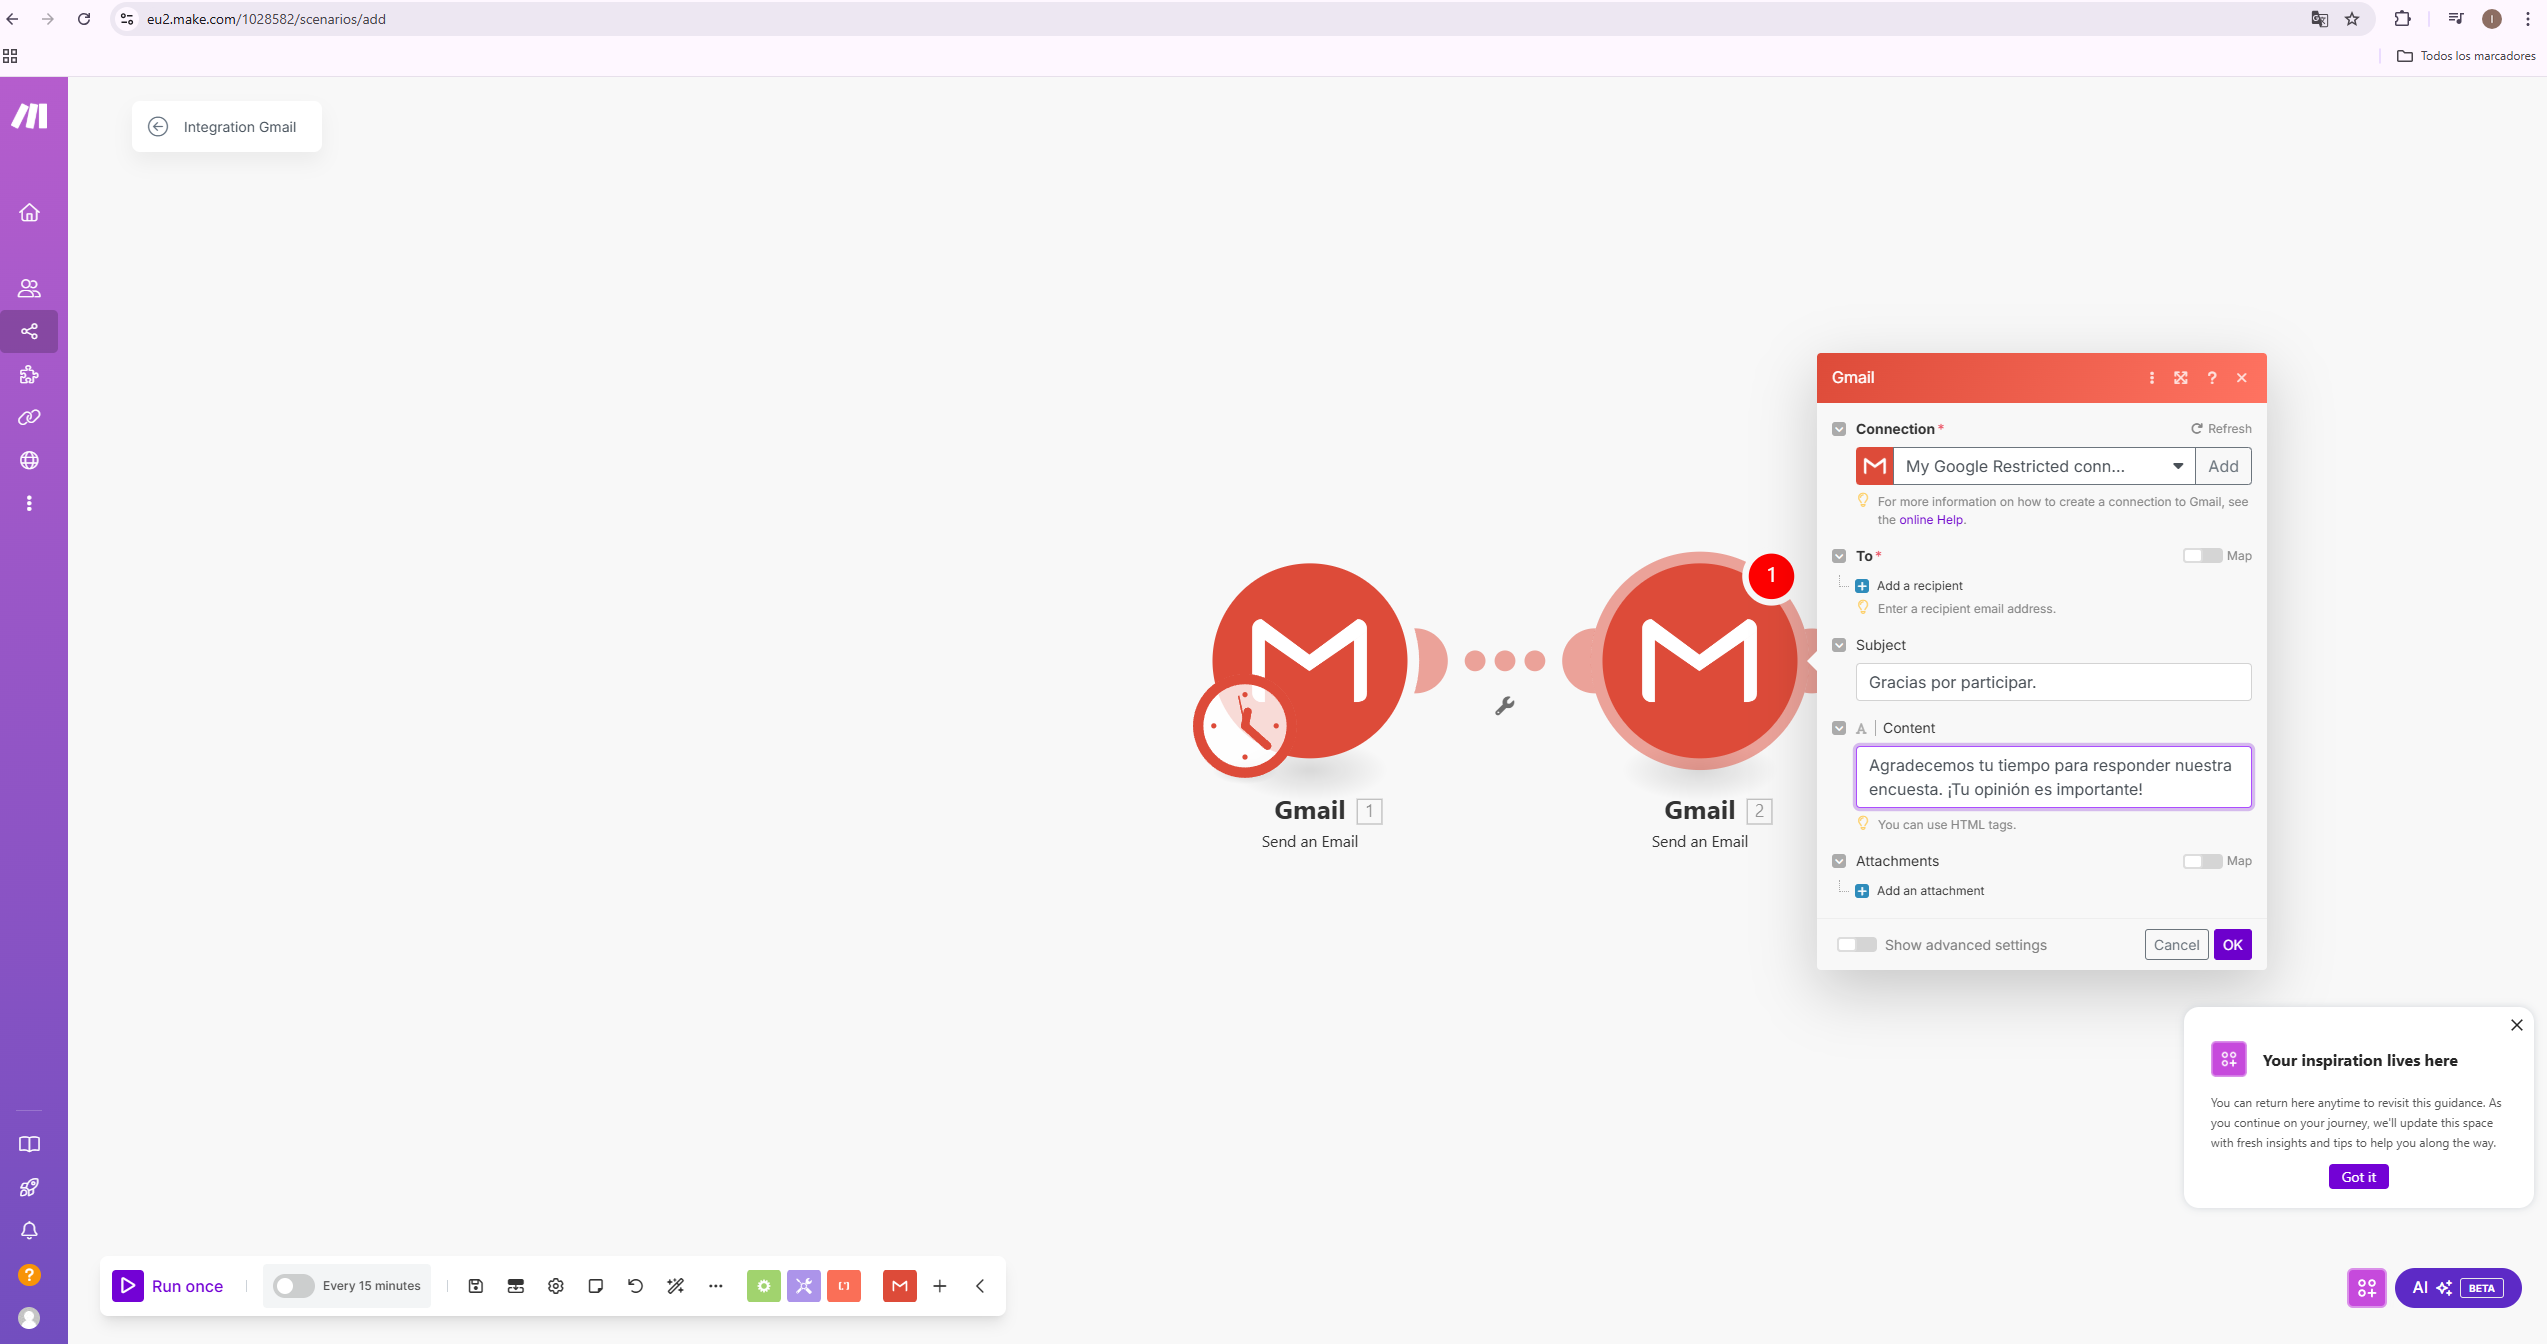 eu2.make.com/1028582/scenarios/add
Todos los marcadores
Integration Gmail
Gmail
Connection *
Refresh
My Google Restricted conn...
Add
For more information on how to create a connection to Gmail, see
the online Help.
To *
Map
Add a recipient
Enter a recipient email address.
Subject
Gracias por participar.
A
Content
Agradecemos tu tiempo para responder nuestra
encuesta. ¡Tu opinión es importante!
You can use HTML tags.
Attachments
Map
Add an attachment
Show advanced settings
Cancel
OK
1
Gmail 1
Send an Email
Gmail 2
Send an Email
Your inspiration lives here
You can return here anytime to revisit this guidance. As
you continue on your journey, we'll update this space
with fresh insights and tips to help you along the way.
Got it
Run once
Every 15 minutes
AI BETA